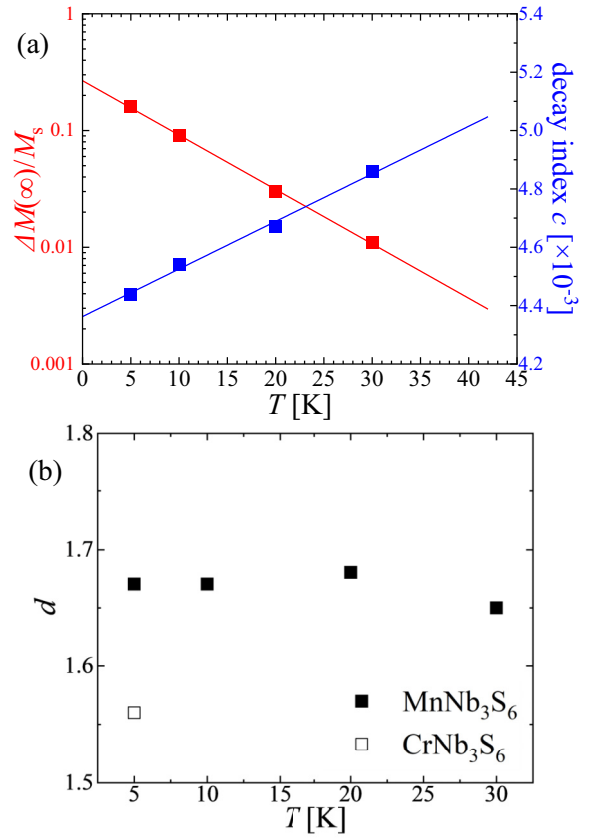 (a)
1
0.1
0.01
0.001
ΔM(∞)/Ms
5.4
5.2
5.0
4.8
4.6
4.4
4.2
decay index c [×10-3]
0 5 10 15 20 25 30 35 40 45
T [K]
(b)
1.8
1.7
1.6
1.5
d
MnNb3S6
CrNb3S6
5 10 15 20 25 30
T [K]